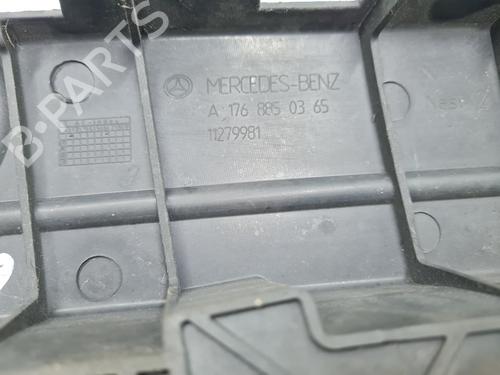 B-PARTS
MERCEDES-BENZ
A 176 885 03 65
11279981